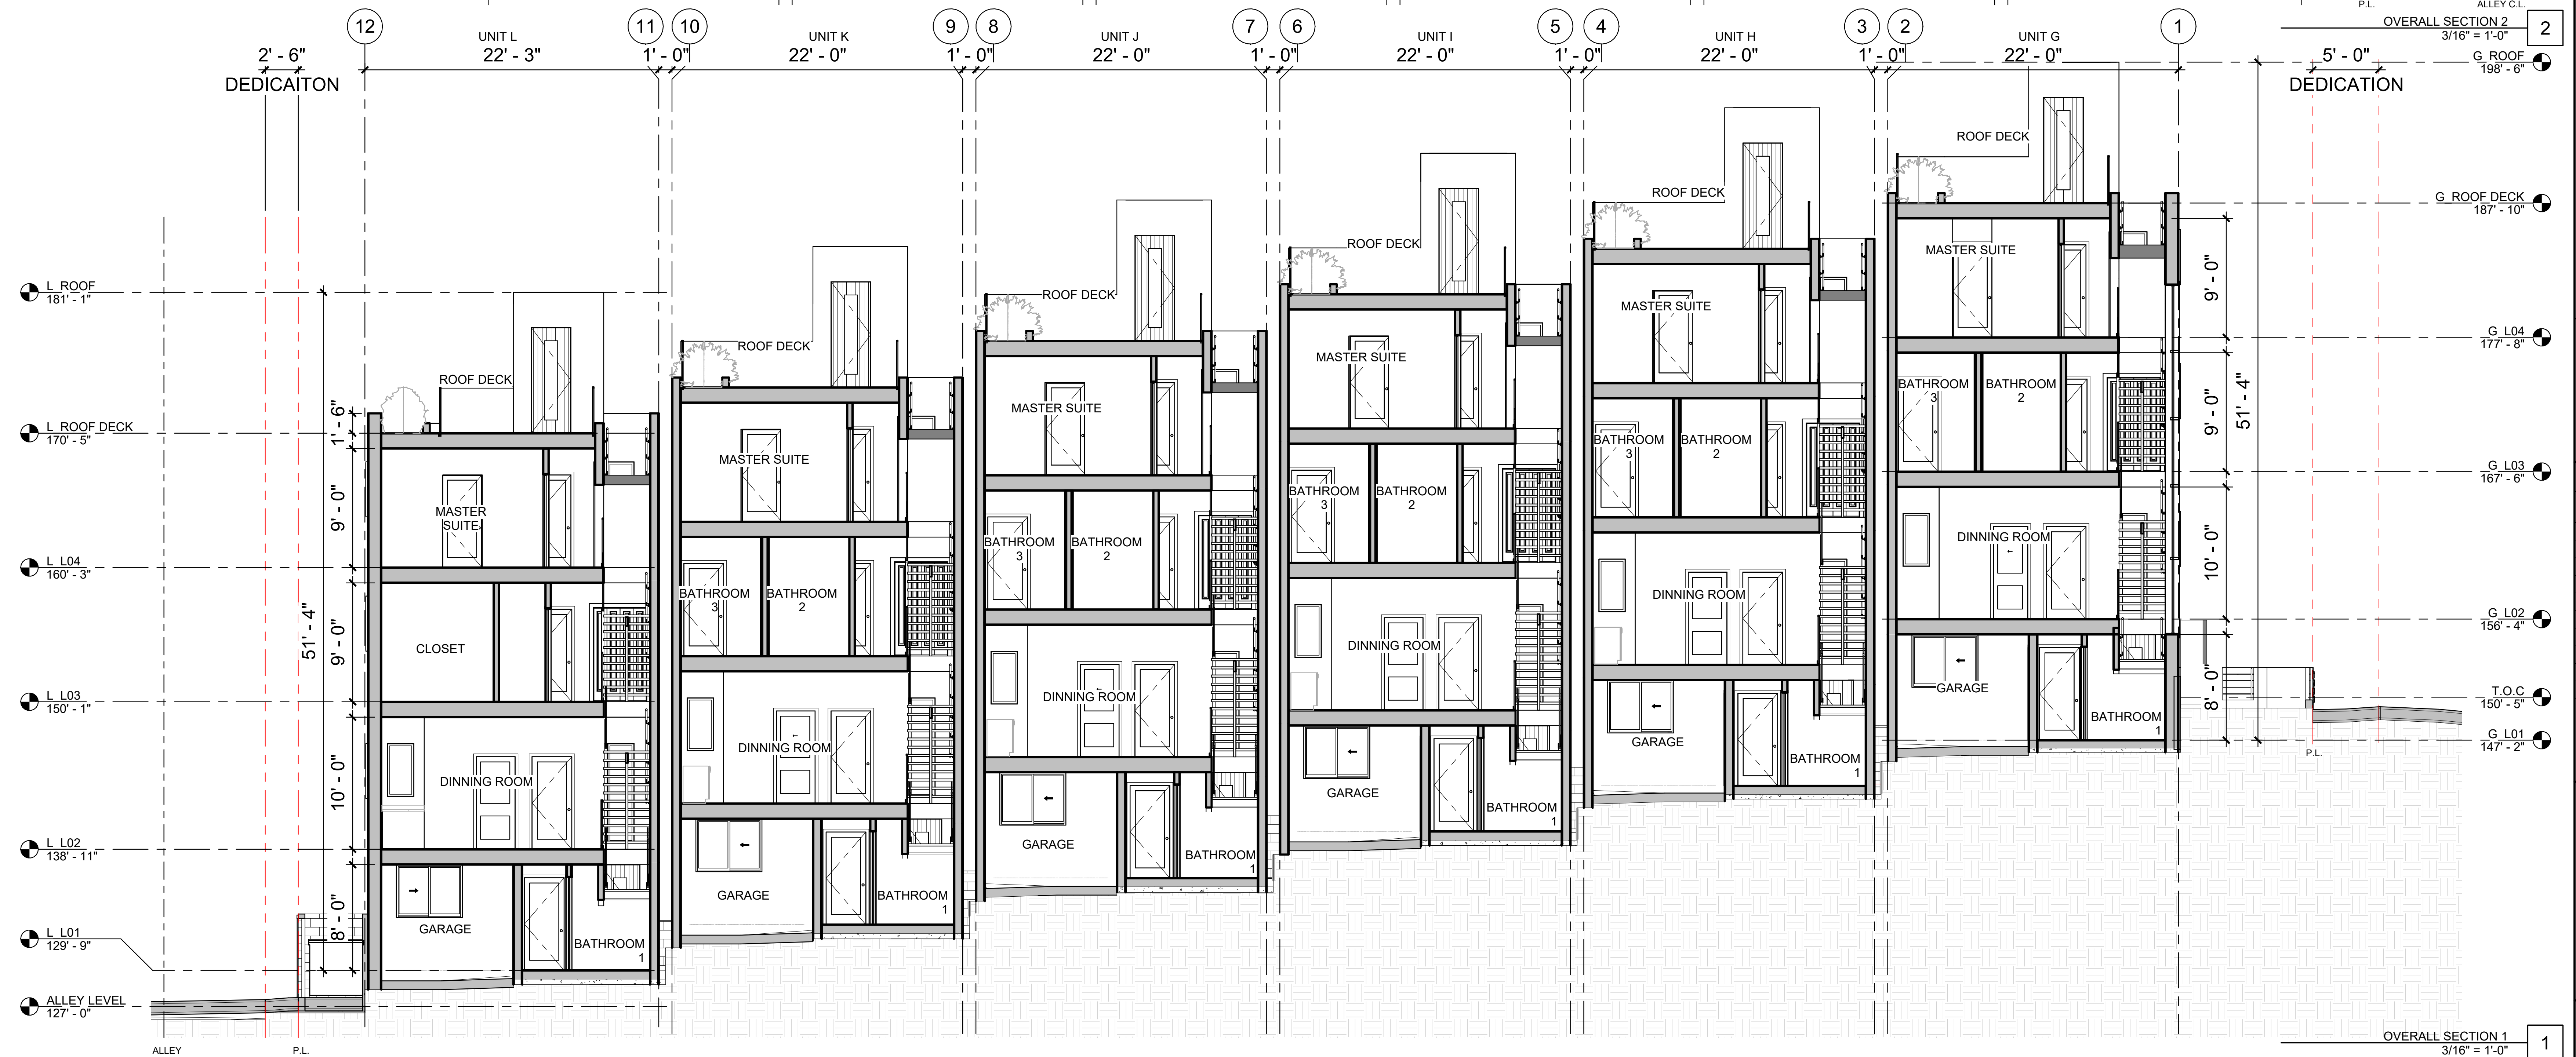 P.L.
ALLEY C.L.
OVERALL SECTION 2
3/16" = 1'-0"
2
12
11
10
9
8
7
6
5
4
3
2
1
UNIT L
UNIT K
UNIT J
UNIT I
UNIT H
UNIT G
2' - 6"
22' - 3"
1' - 0"
22' - 0"
1' - 0"
22' - 0"
1' - 0"
22' - 0"
1' - 0"
22' - 0"
1' - 0"
22' - 0"
5' - 0"
DEDICAITON
DEDICATION
G_ROOF
198' - 6"
G_ROOF DECK
187' - 10"
G_L04
177' - 8"
G_L03
167' - 6"
G_L02
156' - 4"
T.O.C
150' - 5"
G_L01
147' - 2"
P.L.
9' - 0"
9' - 0"
10' - 0"
8' - 0"
51' - 4"
L_ROOF
181' - 1"
L_ROOF DECK
170' - 5"
L_L04
160' - 3"
L_L03
150' - 1"
L_L02
138' - 11"
L_L01
129' - 9"
ALLEY LEVEL
127' - 0"
1' - 6"
9' - 0"
9' - 0"
10' - 0"
8' - 0"
51' - 4"
ROOF DECK
MASTER
SUITE
CLOSET
DINNING ROOM
GARAGE
BATHROOM
1
ROOF DECK
MASTER SUITE
BATHROOM
3
BATHROOM
2
DINNING ROOM
GARAGE
BATHROOM
1
ROOF DECK
MASTER SUITE
BATHROOM
3
BATHROOM
2
DINNING ROOM
GARAGE
BATHROOM
1
ROOF DECK
MASTER SUITE
BATHROOM
3
BATHROOM
2
DINNING ROOM
GARAGE
BATHROOM
1
ROOF DECK
MASTER SUITE
BATHROOM
3
BATHROOM
2
DINNING ROOM
GARAGE
BATHROOM
1
ROOF DECK
MASTER SUITE
BATHROOM
3
BATHROOM
2
DINNING ROOM
GARAGE
BATHROOM
1
ALLEY
P.L.
OVERALL SECTION 1
3/16" = 1'-0"
1